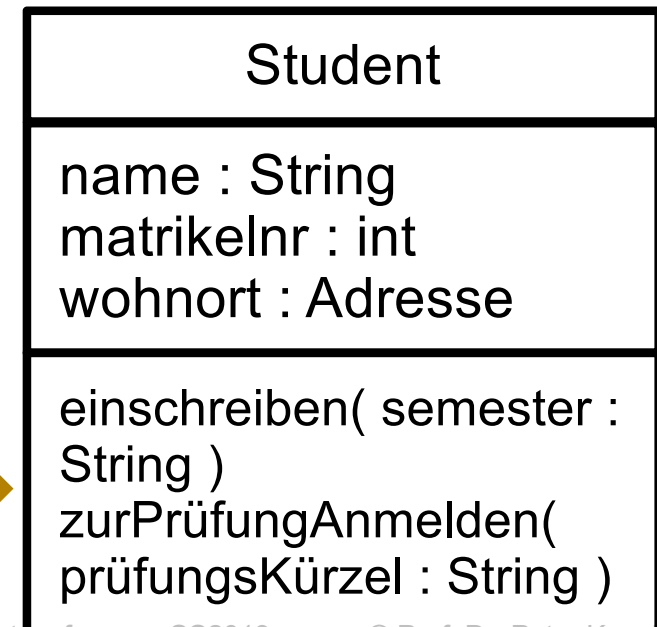 Student
name : String
matrikelnr : int
wohnort : Adresse
einschreiben( semester :
String )
zurPrüfungAnmelden(
prüfungsKürzel : String )